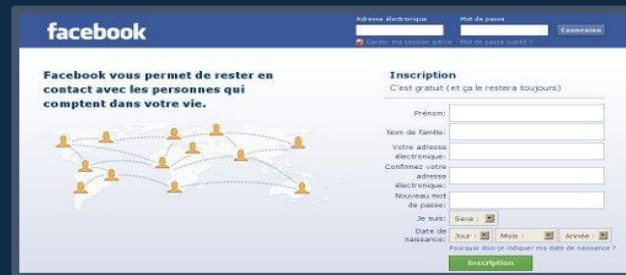 facebook
Adresse électronique
Mot de passe
Connexion
Garder ma session active
Mot de passe oublié ?
Facebook vous permet de rester en
contact avec les personnes qui
comptent dans votre vie.
Inscription
C'est gratuit (et ça le restera toujours)
Prénom:
Nom de famille:
Votre adresse
électronique:
Confirmez votre
adresse
électronique:
Nouveau mot
de passe:
Je suis:
Sexe :
Date de
naissance:
Jour :
Mois :
Année :
Pourquoi dois-je indiquer ma date de naissance ?
Inscription